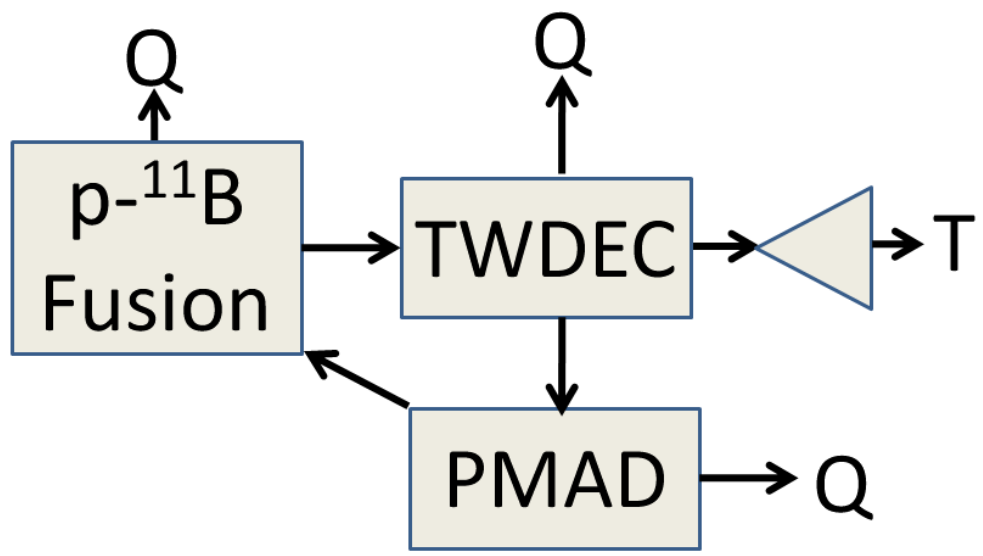 Q
Q
p-¹¹B
Fusion
TWDEC
T
PMAD
Q